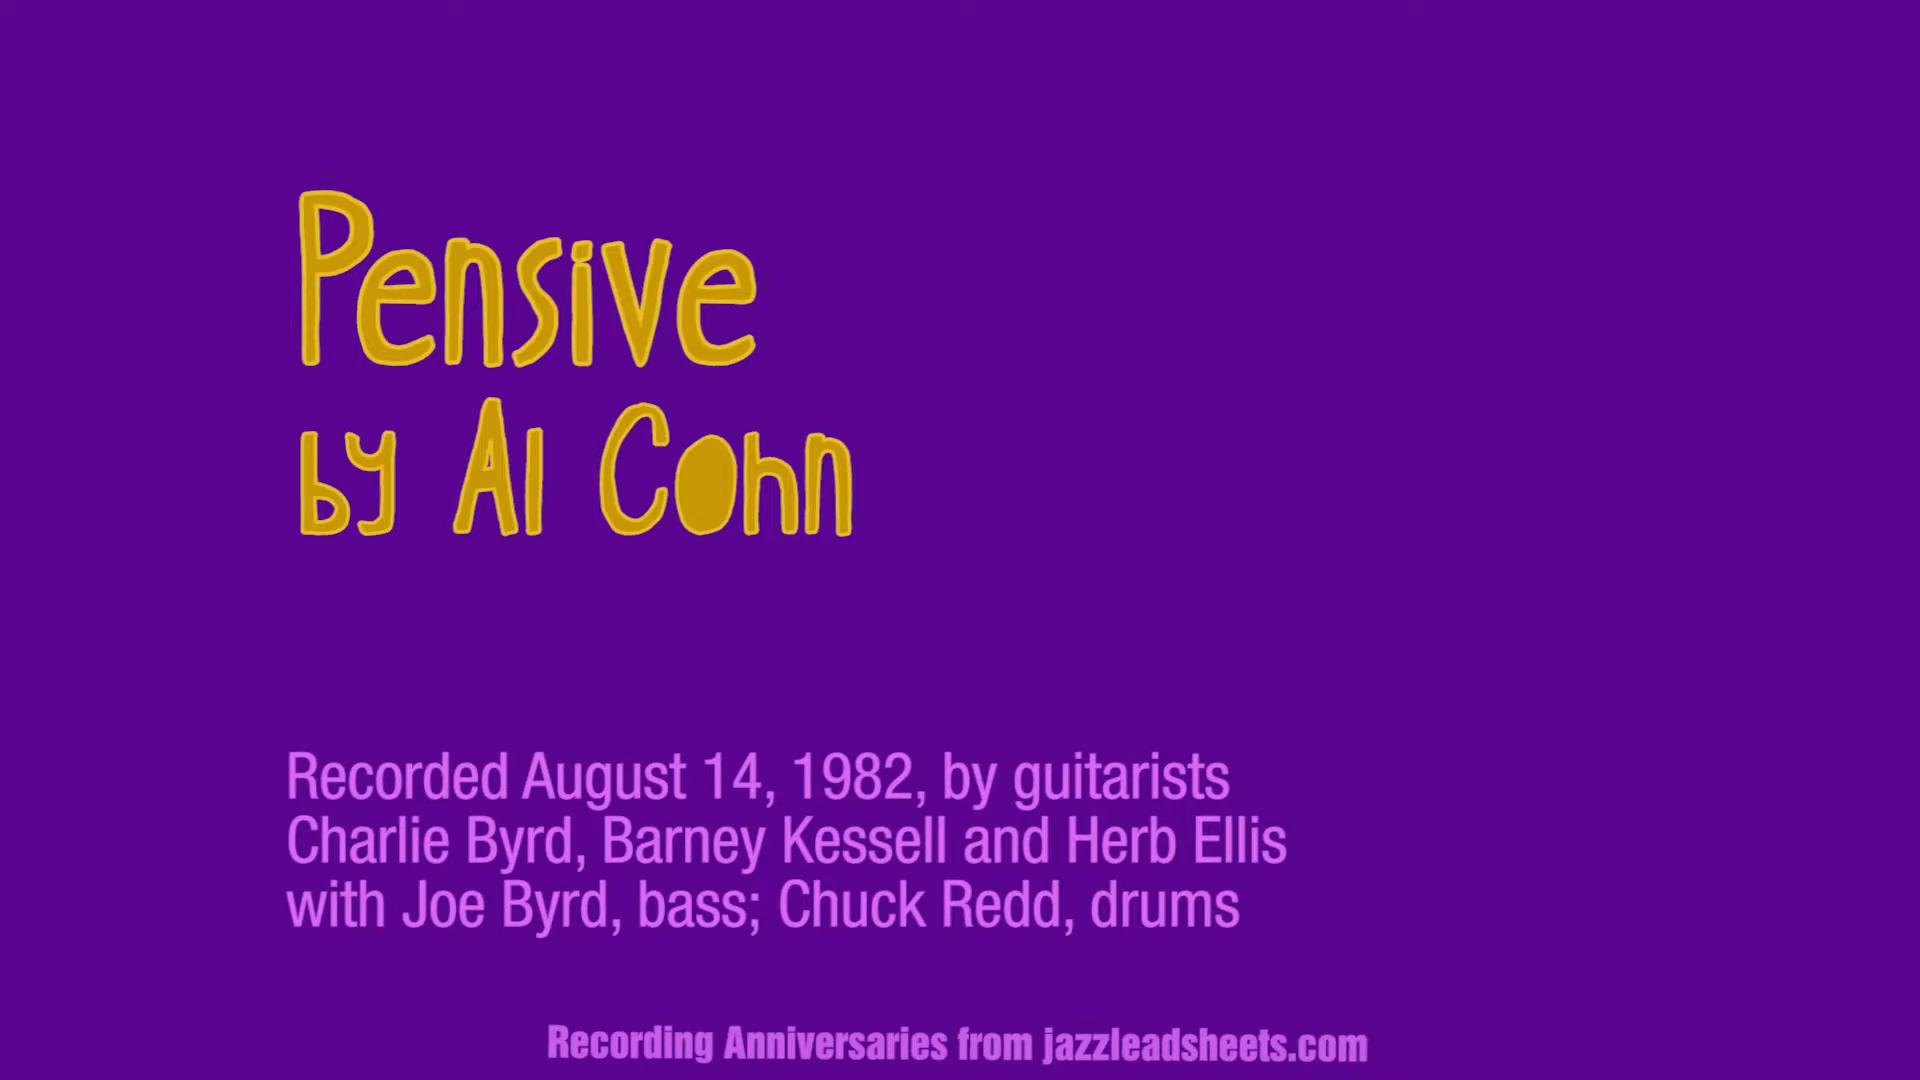 Pensive
by Al Cohn
Recorded August 14, 1982, by guitarists
Charlie Byrd, Barney Kessell and Herb Ellis
with Joe Byrd, bass; Chuck Redd, drums
Recording Anniversaries from jazzleadsheets.com